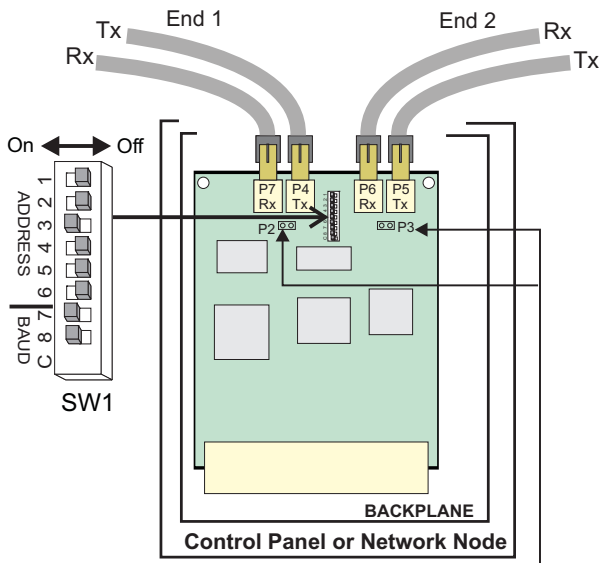 End 1
End 2
Tx
Rx
Rx
Tx
On
Off
1
2
3
4
5
6
7
8
C
ADDRESS
BAUD
SW1
P7
Rx
P4
Tx
P6
Rx
P5
Tx
P2
P3
BACKPLANE
Control Panel or Network Node